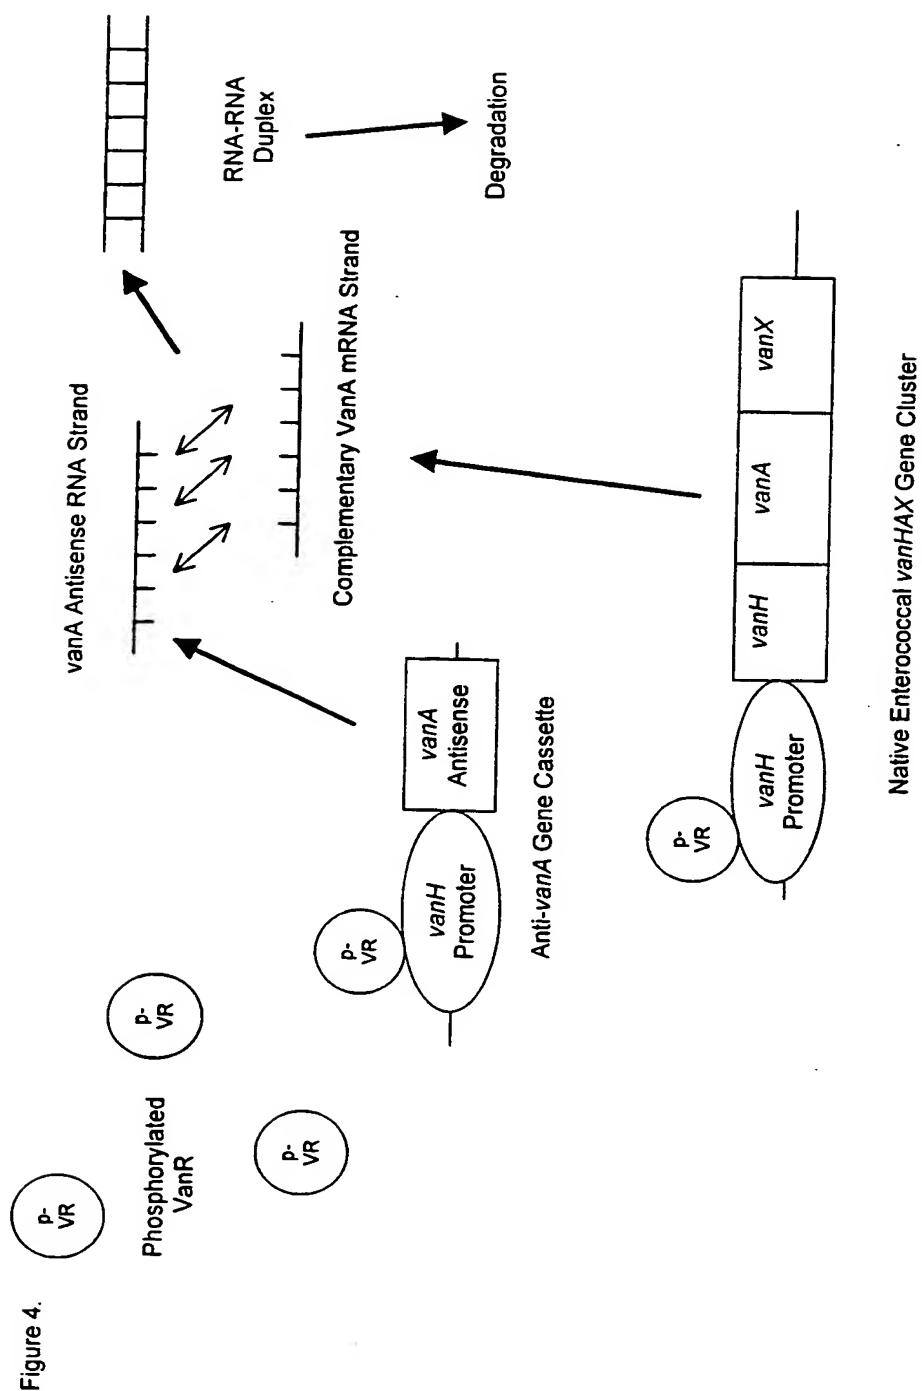 Figure 4.
p-
VR
Phosphorylated
VanR
p-
VR
p-
VR
vanA Antisense RNA Strand
RNA-RNA
Duplex
Degradation
Complementary VanA mRNA Strand
p-
VR
vanH
Promoter
vanA
Antisense
Anti-vanA Gene Cassette
p-
VR
vanH
Promoter
vanH
vanA
vanX
Native Enterococcal vanHAX Gene Cluster